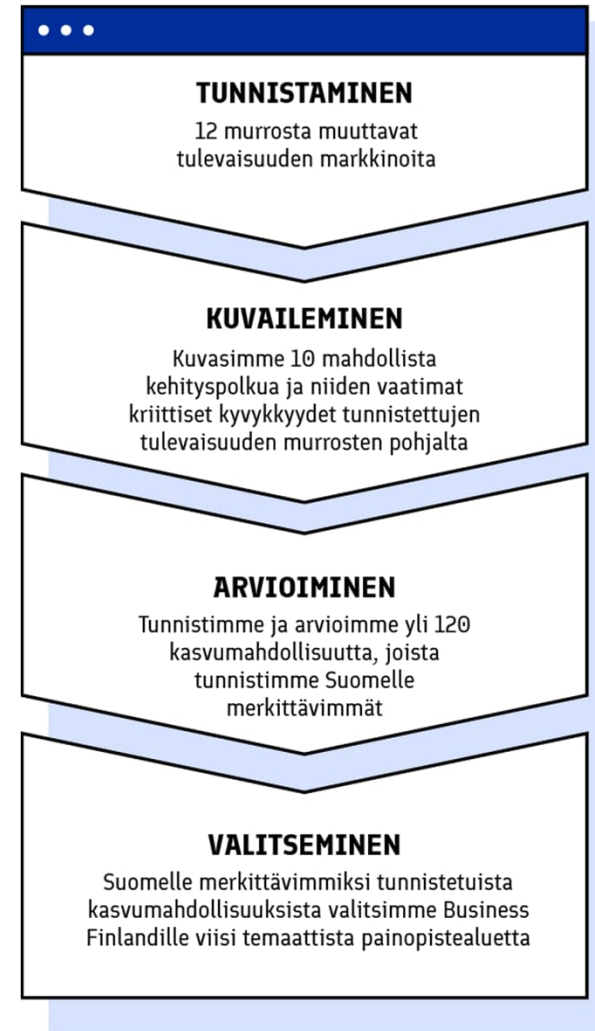 TUNNISTAMINEN
12 murrosta muuttavat
tulevaisuuden markkinoita
KUVAILEMINEN
Kuvasimme 10 mahdollista
kehityspolkua ja niiden vaatimat
kriittiset kyvykkyydet tunnistettujen
tulevaisuuden murrosten pohjalta
ARVIOIMINEN
Tunnistimme ja arvioimme yli 120
kasvumahdollisuutta, joista
tunnistimme Suomelle
merkittävimmät
VALITSEMINEN
Suomelle merkittävimmiksi tunnistetuista
kasvumahdollisuuksista valitsimme Business
Finlandille viisi temaattista painopistealuetta